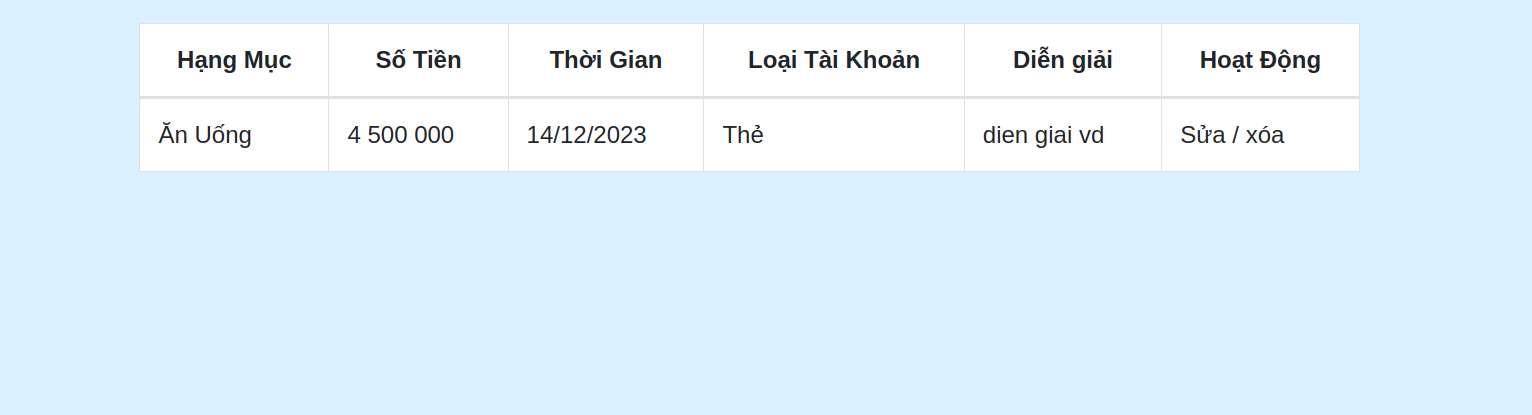 Hạng Mục Số Tiền Thời Gian Loại Tài Khoản Diễn giải Hoạt Động
Ăn Uống 4 500 000 14/12/2023 Thẻ dien giai vd Sửa / xóa